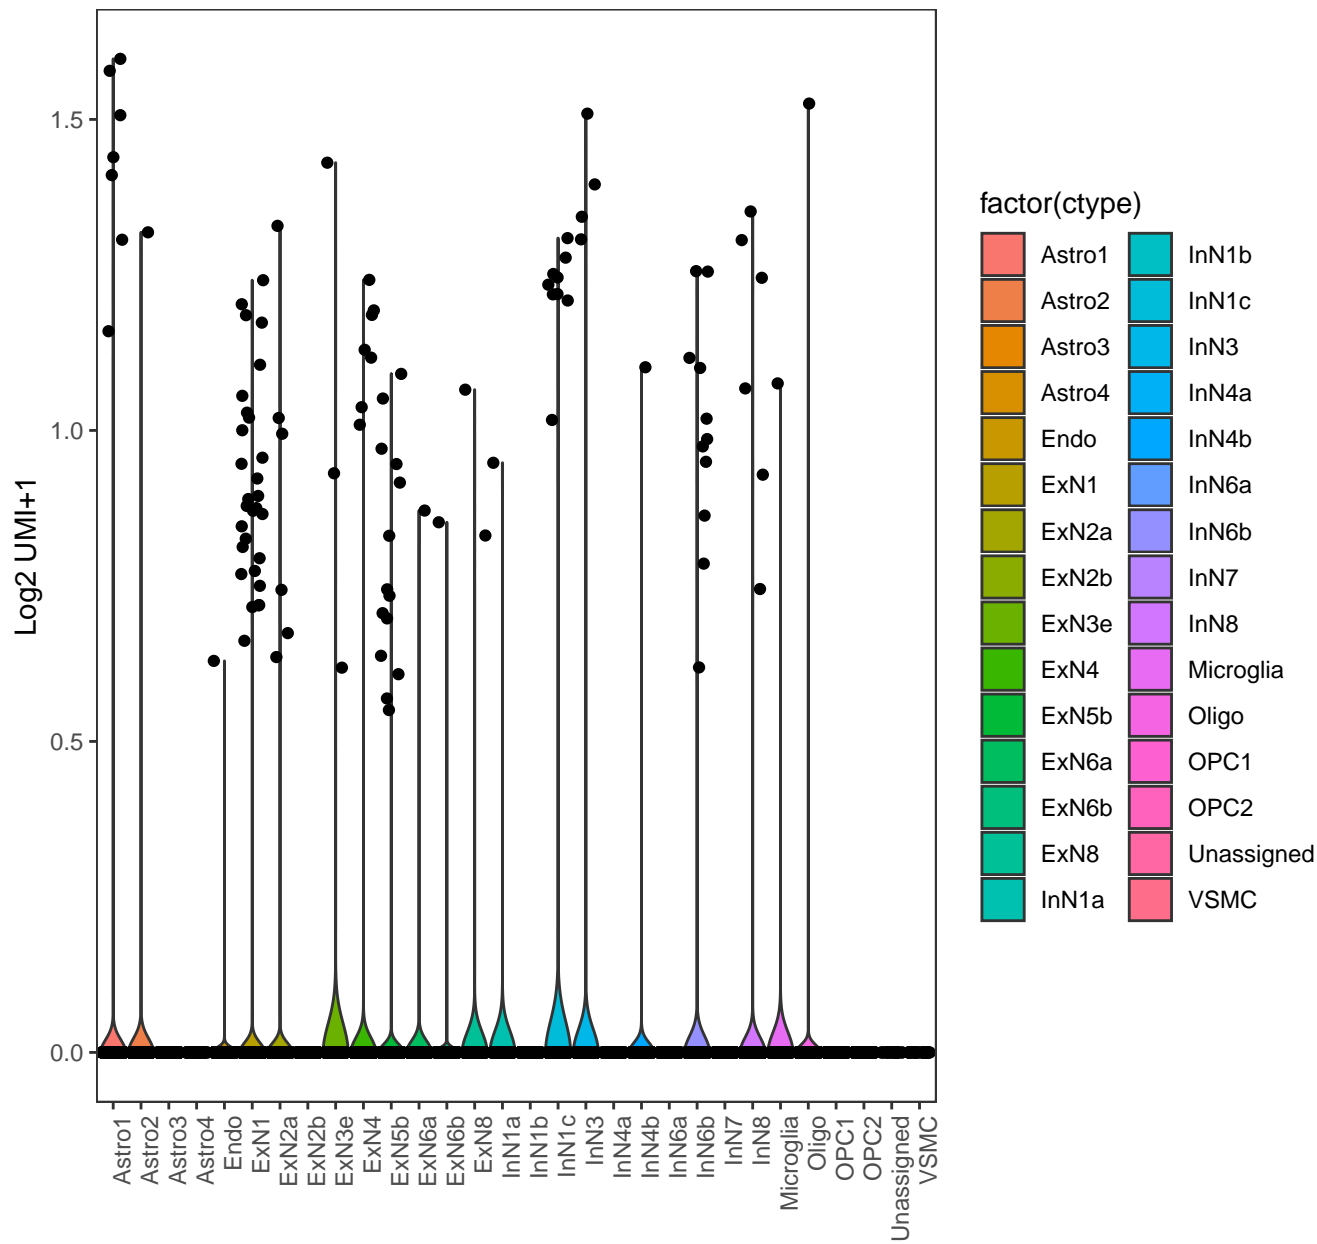 Log2 UMI+1
1.5
1.0
0.5
0.0
Astro1
Astro2
Astro3
Astro4
Endo
ExN1
ExN2a
ExN2b
ExN3e
ExN4
ExN5b
ExN6a
ExN6b
ExN8
InN1a
InN1b
InN1c
InN3
InN4a
InN4b
InN6a
InN6b
InN7
InN8
Microglia
Oligo
OPC1
OPC2
Unassigned
VSMC
factor(ctype)
Astro1
Astro2
Astro3
Astro4
Endo
ExN1
ExN2a
ExN2b
ExN3e
ExN4
ExN5b
ExN6a
ExN6b
ExN8
InN1a
InN1b
InN1c
InN3
InN4a
InN4b
InN6a
InN6b
InN7
InN8
Microglia
Oligo
OPC1
OPC2
Unassigned
VSMC